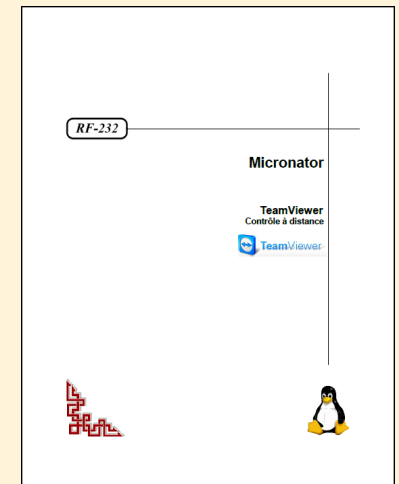 RF-232
Micronator
TeamViewer
Contrôle à distance
TeamViewer